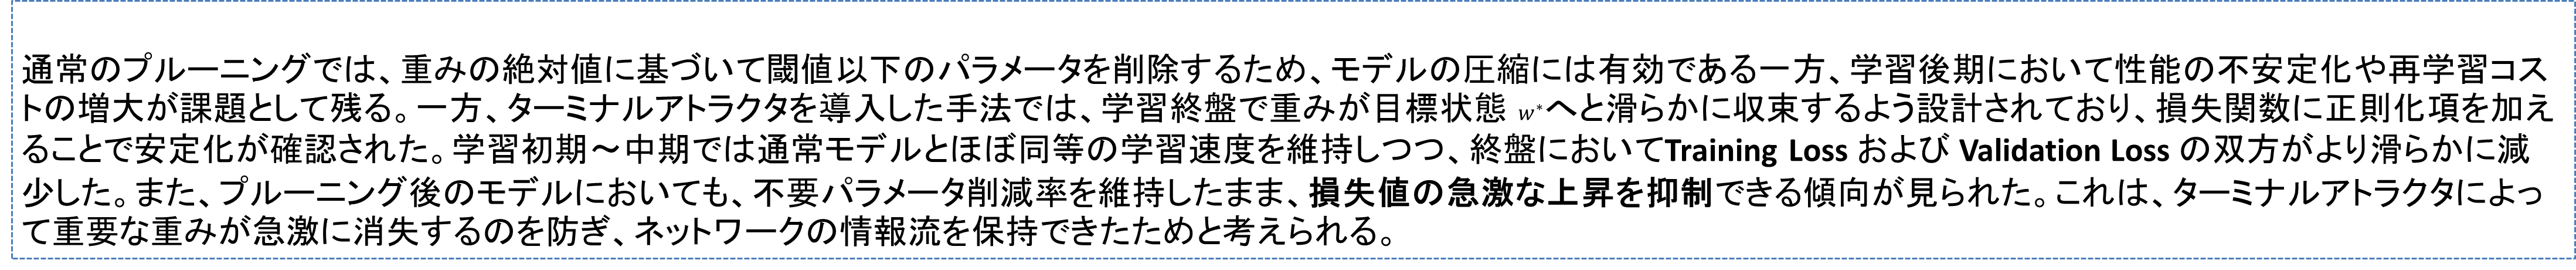 通常のプルーニングでは、重みの絶対値に基づいて閾値以下のパラメータを削除するため、モデルの圧縮には有効である一方、学習後期において性能の不安定化や再学習コス
トの増大が課題として残る。一方、ターミナルアトラクタを導入した手法では、学習終盤で重みが目標状態 w*へと滑らかに収束するよう設計されており、損失関数に正則化項を加え
ることで安定化が確認された。学習初期～中期では通常モデルとほぼ同等の学習速度を維持しつつ、終盤においてTraining Loss および Validation Loss の双方がより滑らかに減
少した。また、プルーニング後のモデルにおいても、不要パラメータ削減率を維持したまま、損失値の急激な上昇を抑制できる傾向が見られた。これは、ターミナルアトラクタによっ
て重要な重みが急激に消失するのを防ぎ、ネットワークの情報流を保持できたためと考えられる。